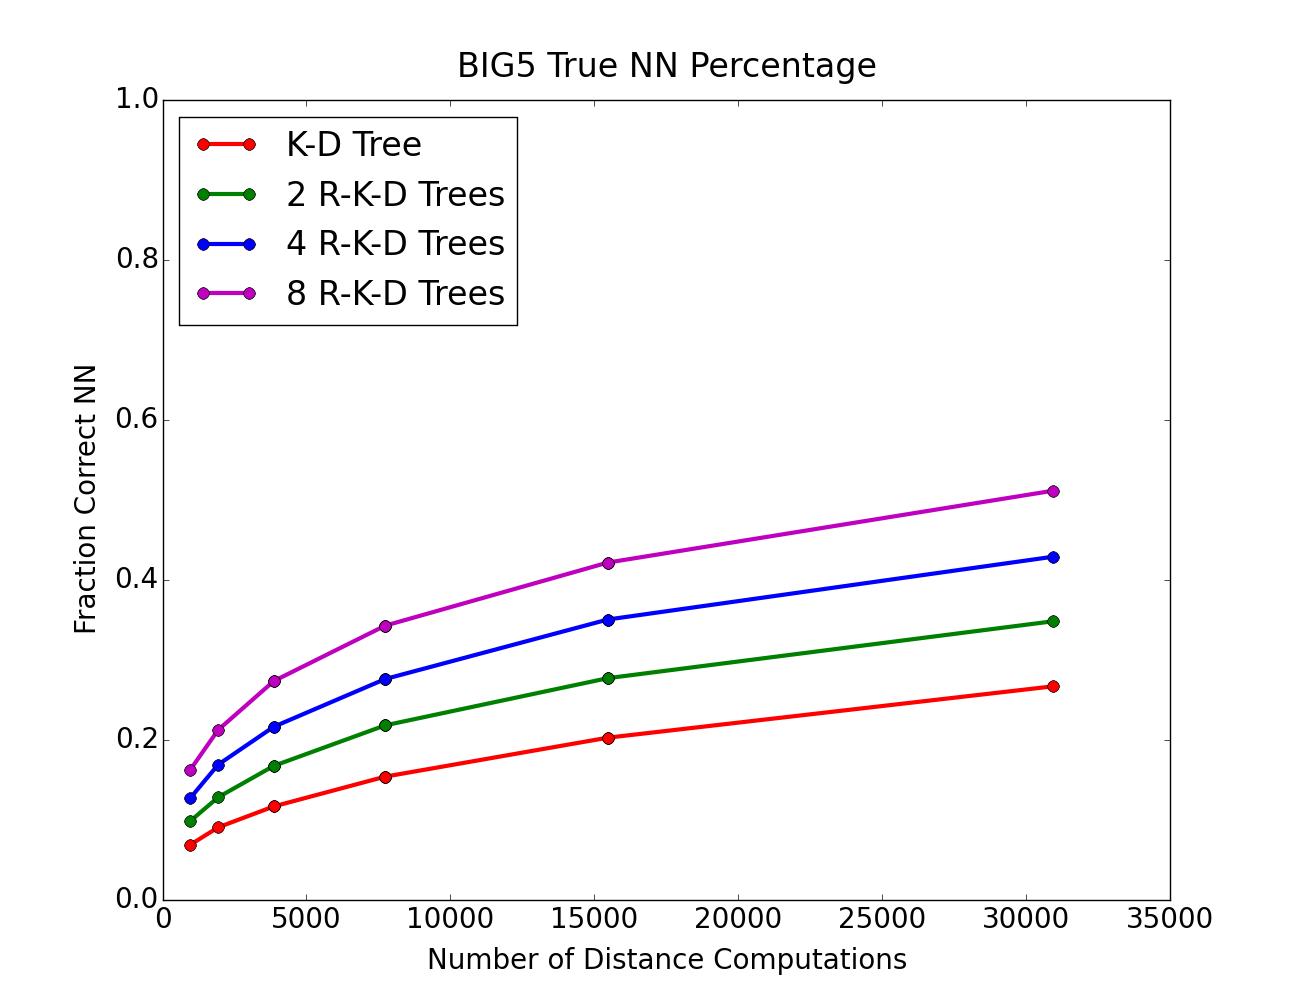 BIG5 True NN Percentage
1.0
0.8
0.6
0.4
0.2
0.0
Fraction Correct NN
K-D Tree
2 R-K-D Trees
4 R-K-D Trees
8 R-K-D Trees
0 5000 10000 15000 20000 25000 30000 35000
Number of Distance Computations